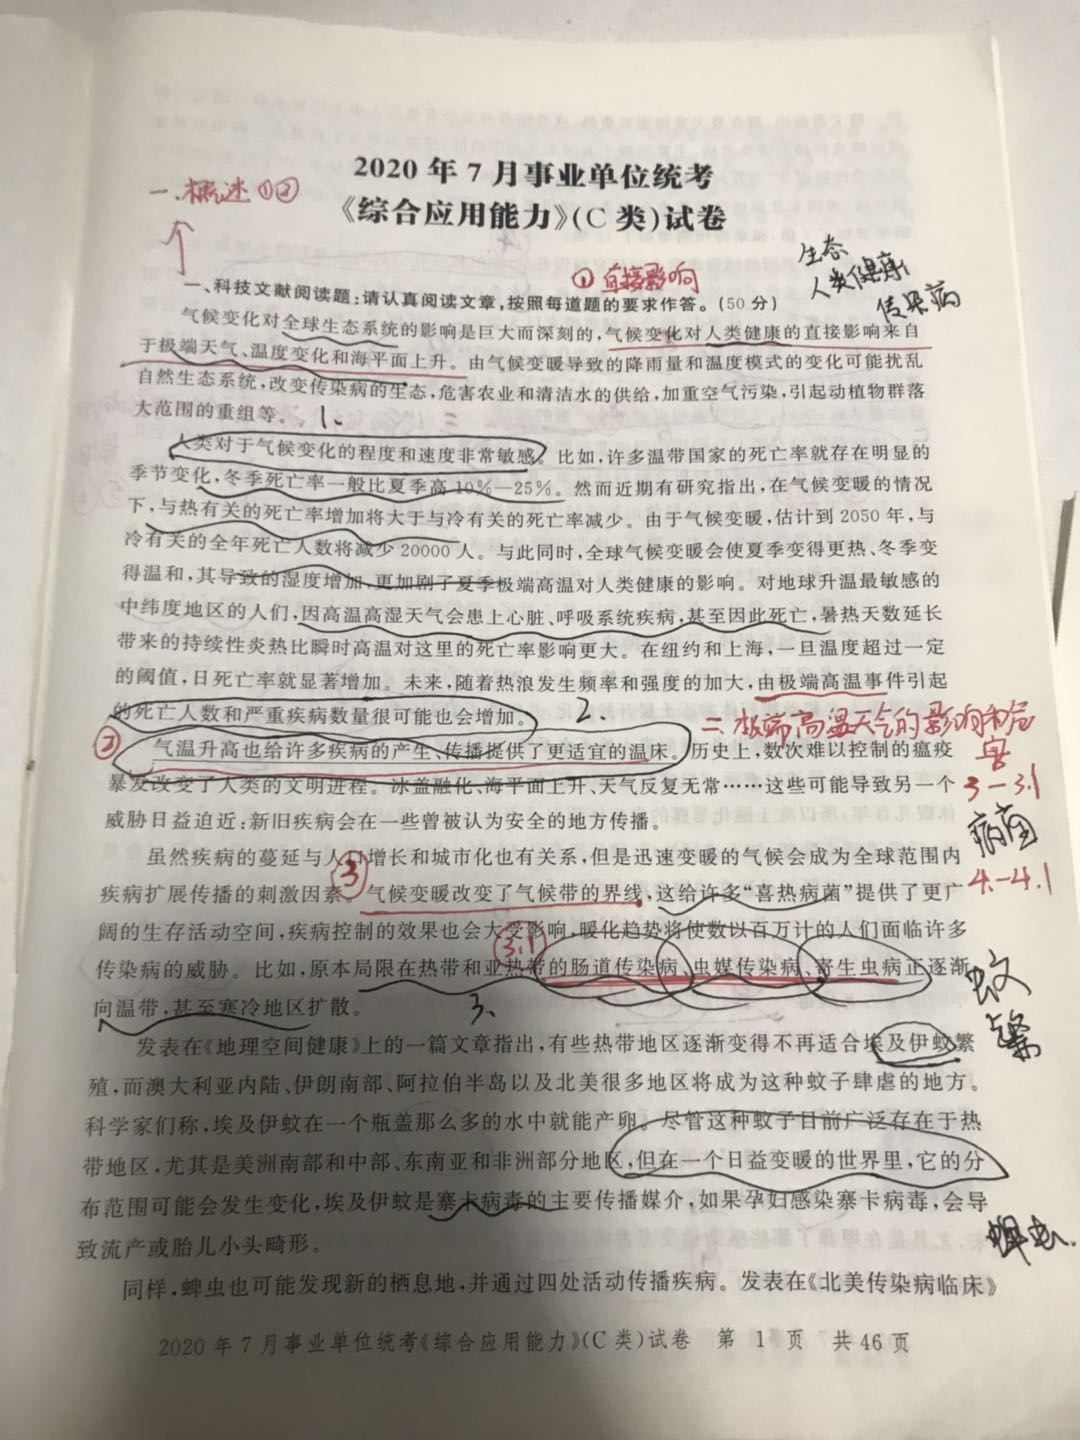 2020年7月事业单位统考
一、概述①②
《综合应用能力》(C类)试卷
生态
人类健康
传染病
①直接影响
一、科技文献阅读题:请认真阅读文章,按照每道题的要求作答。(50分)
气候变化对全球生态系统的影响是巨大而深刻的,气候变化对人类健康的直接影响来自
于极端天气、温度变化和海平面上升。由气候变暖导致的降雨量和温度模式的变化可能扰乱
自然生态系统,改变传染病的生态,危害农业和清洁水的供给,加重空气污染,引起动植物群落
大范围的重组等。
1、
人类对于气候变化的程度和速度非常敏感。比如,许多温带国家的死亡率就存在明显的
季节变化,冬季死亡率一般比夏季高10%—25%。然而近期有研究指出,在气候变暖的情况
下,与热有关的死亡率增加将大于与冷有关的死亡率减少。由于气候变暖,估计到2050年,与
冷有关的全年死亡人数将减少20000人。与此同时,全球气候变暖会使夏季变得更热、冬季变
得温和,其导致的湿度增加,更加剧了夏季极端高温对人类健康的影响。对地球升温最敏感的
中纬度地区的人们,因高温高湿天气会患上心脏、呼吸系统疾病,甚至因此死亡,暑热天数延长
带来的持续性炎热比瞬时高温对这里的死亡率影响更大。在纽约和上海,一旦温度超过一定
的阈值,日死亡率就显著增加。未来,随着热浪发生频率和强度的加大,由极端高温事件引起
的死亡人数和严重疾病数量很可能也会增加。
2、
二、极端高温天气的影响和危
害
②
气温升高也给许多疾病的产生、传播提供了更适宜的温床。历史上,数次难以控制的瘟疫
暴发改变了人类的文明进程。冰盖融化、海平面上升、天气反复无常……这些可能导致另一个
3—3.1
威胁日益迫近:新旧疾病会在一些曾被认为安全的地方传播。
病菌
虽然疾病的蔓延与人口增长和城市化也有关系,但是迅速变暖的气候会成为全球范围内
③
疾病扩展传播的刺激因素。气候变暖改变了气候带的界线,这给许多“喜热病菌”提供了更广
4.—4.1
阔的生存活动空间,疾病控制的效果也会大受影响,暖化趋势将使数以百万计的人们面临许多
3.1
传染病的威胁。比如,原本局限在热带和亚热带的肠道传染病、虫媒传染病、寄生虫病正逐渐
向温带,甚至寒冷地区扩散。
3、
蚊
发表在《地理空间健康》上的一篇文章指出,有些热带地区逐渐变得不再适合埃及伊蚊繁
殖,而澳大利亚内陆、伊朗南部、阿拉伯半岛以及北美很多地区将成为这种蚊子肆虐的地方。
科学家们称,埃及伊蚊在一个瓶盖那么多的水中就能产卵。尽管这种蚊子目前广泛存在于热
带地区,尤其是美洲南部和中部、东南亚和非洲部分地区,但在一个日益变暖的世界里,它的分
布范围可能会发生变化,埃及伊蚊是寨卡病毒的主要传播媒介,如果孕妇感染寨卡病毒,会导
致流产或胎儿小头畸形。
蜱虫.
同样,蜱虫也可能发现新的栖息地,并通过四处活动传播疾病。发表在《北美传染病临床》
2020年7月事业单位统考《综合应用能力》(C类)试卷 第 1 页 共46页